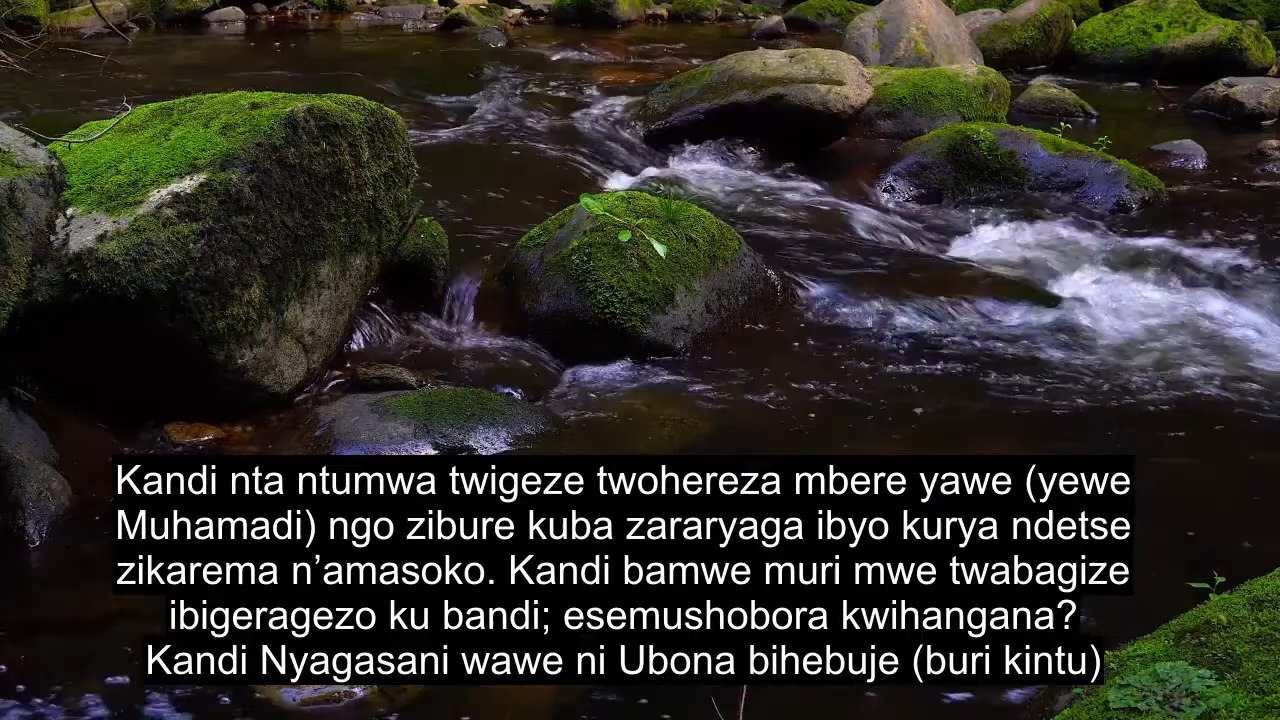 Kandi nta ntumwa twigeze twohereza mbere yawe (yewe
Muhamadi) ngo zibure kuba zararyaga ibyo kurya ndetse
zikarema n’amasoko. Kandi bamwe muri mwe twabagize
ibigeragezo ku bandi; esemushobora kwihangana?
Kandi Nyagasani wawe ni Ubona bihebuje (buri kintu)